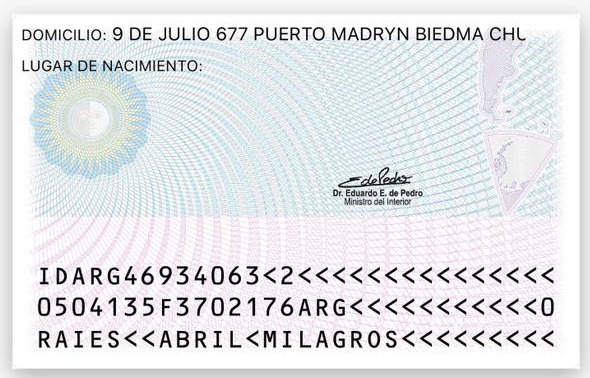 DOMICILIO: 9 DE JULIO 677 PUERTO MADRYN BIEDMA CHU
LUGAR DE NACIMIENTO:
Dr. Eduardo E. de Pedro
Ministro del Interior
IDARG46934063<2<<<<<<<<<<<<<<<
0504135F3702176ARG<<<<<<<<<<<0
RAIES<<ABRIL<MILAGROS<<<<<<<<<